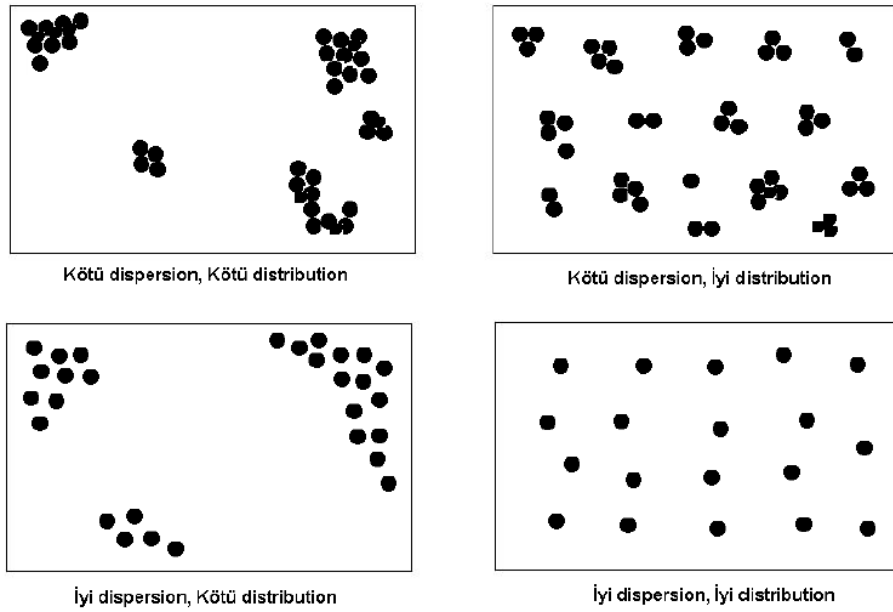 Kötü dispersion, Kötü distribution
Kötü dispersion, İyi distribution
İyi dispersion, Kötü distribution
İyi dispersion, İyi distribution